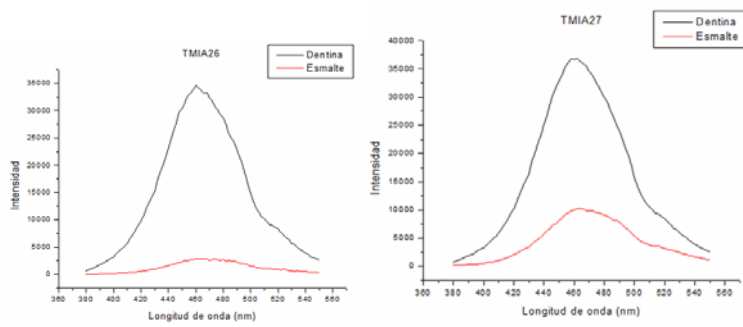 TMIA26
Dentina
Esmalte
35000
30000
25000
20000
15000
10000
5000
0
Intensidad
360 380 400 420 440 460 480 500 520 540 560
Longitud de onda (nm)
TMIA27
Dentina
Esmalte
40000
35000
30000
25000
20000
15000
10000
5000
0
Intensidad
360 380 400 420 440 460 480 500 520 540 560
Longitud de onda (nm)